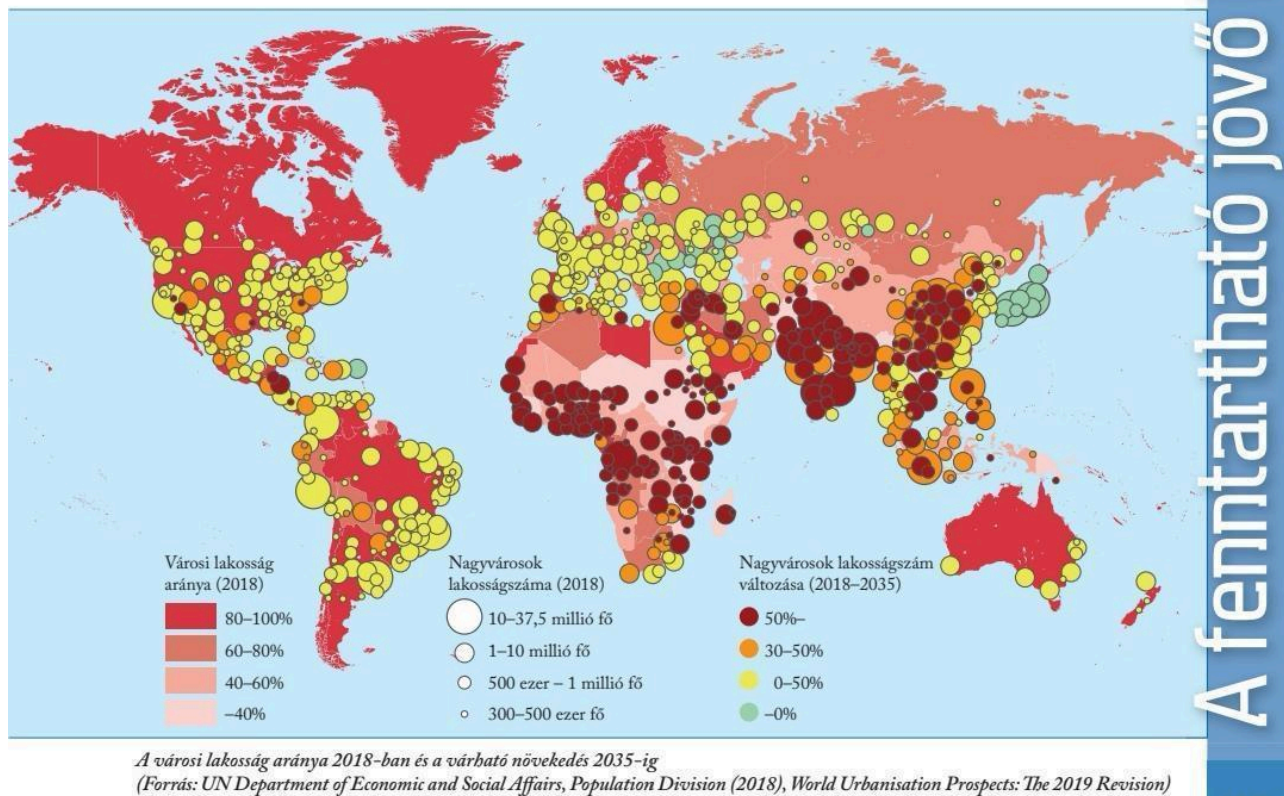 A fenntartható jövő
Városi lakosság
aránya (2018)
80–100%
60–80%
40–60%
–40%
Nagyvárosok
lakosságszáma (2018)
10–37,5 millió fő
1–10 millió fő
500 ezer – 1 millió fő
300–500 ezer fő
Nagyvárosok lakosságszám
változása (2018–2035)
50%–
30–50%
0–50%
–0%
A városi lakosság aránya 2018-ban és a várható növekedés 2035-ig
(Forrás: UN Department of Economic and Social Affairs, Population Division (2018), World Urbanisation Prospects: The 2019 Revision)